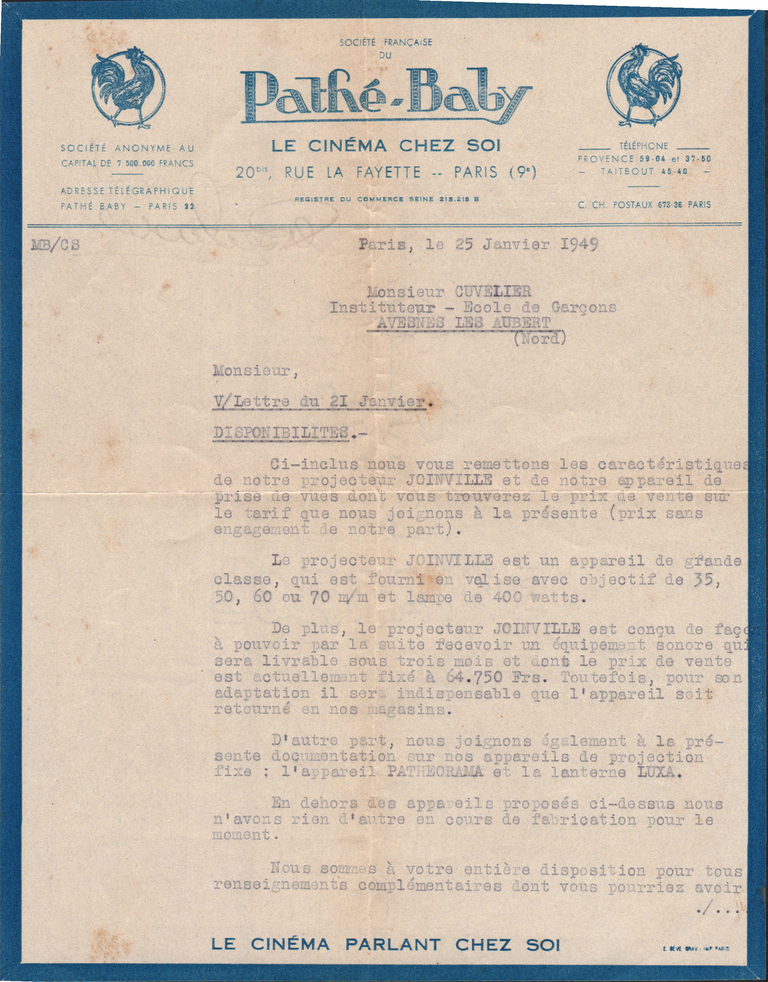 SOCIÉTÉ FRANÇAISE
DU
Pathé-Baby
LE CINÉMA CHEZ SOI
20bis, RUE LA FAYETTE -- PARIS (9e)
REGISTRE DU COMMERCE SEINE 215.215 B
SOCIÉTÉ ANONYME AU
CAPITAL DE 7 500.000 FRANCS
ADRESSE TÉLÉGRAPHIQUE
PATHÉ BABY - PARIS 22
TÉLÉPHONE
PROVENCE 59-04 et 37-50
- TAITBOUT 45-40 -
C. CH. POSTAUX 673-36 PARIS
MB/CS
Paris, le 25 Janvier I949
Monsieur CUVELIER
Instituteur - Ecole de Garçons
AVESNES LES AUBERT
(Nord)
Monsieur,
V/Lettre du 2I Janvier.
DISPONIBILITES.-
Ci-inclus nous vous remettons les caractéristiques
de notre projecteur JOINVILLE et de notre appareil de
prise de vues dont vous trouverez le prix de vente sur
le tarif que nous joignons à la présente (prix sans
engagement de notre part).
Le projecteur JOINVILLE est un appareil de grande
classe, qui est fourni en valise avec objectif de 35,
50, 60 ou 70 m/m et lampe de 400 watts.
De plus, le projecteur JOINVILLE est conçu de faço
à pouvoir par la suite recevoir un équipement sonore qui
sera livrable sous trois mois et dont le prix de vente
est actuellement fixé à 64.750 Frs. Toutefois, pour son
adaptation il sera indispensable que l'appareil soit
retourné en nos magasins.
D'autre part, nous joignons également à la pré-
sente documentation sur nos appareils de projection
fixe : l'appareil PATHEORAMA et la lanterne LUXA.
En dehors des appareils proposés ci-dessus nous
n'avons rien d'autre en cours de fabrication pour le
moment.
Nous sommes à votre entière disposition pour tous
renseignements complémentaires dont vous pourriez avoir
./...
LE CINÉMA PARLANT CHEZ SOI